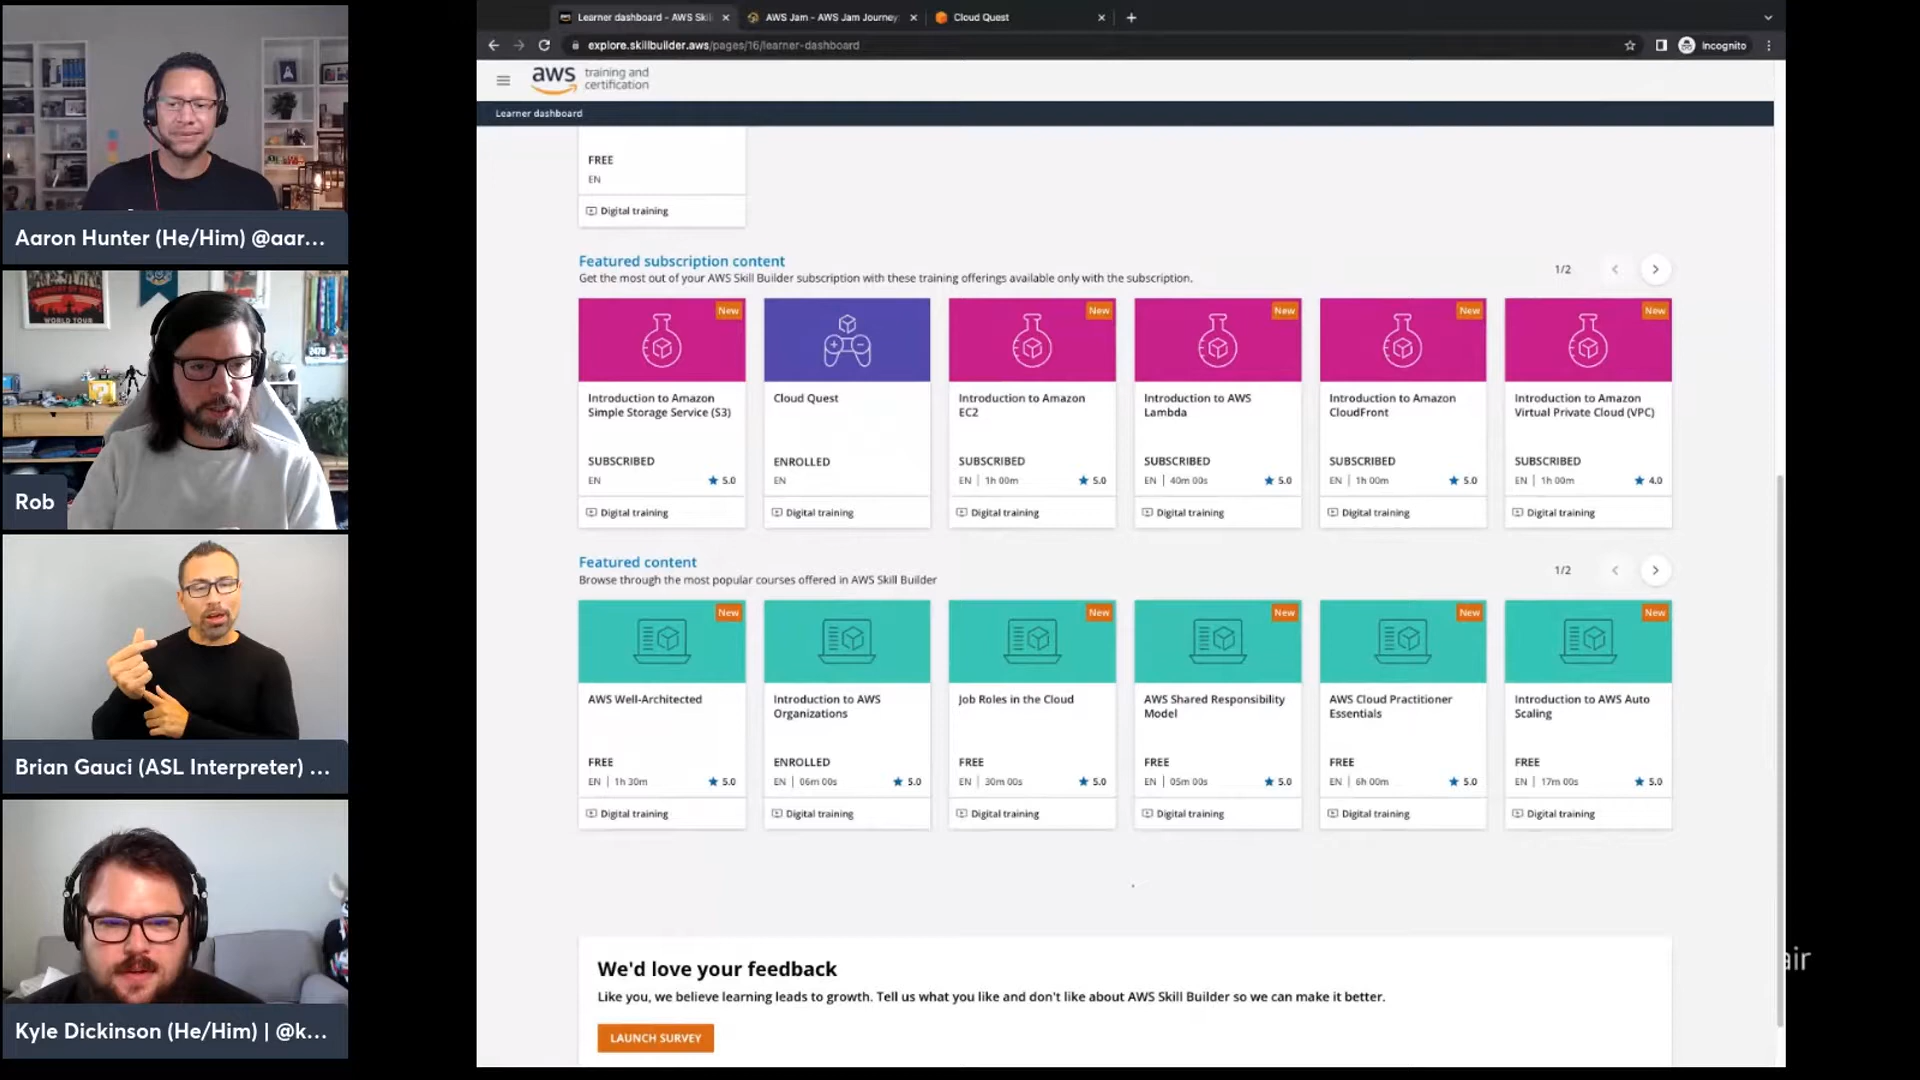 Learner dashboard - AWS Skil
AWS Jam - AWS Jam Journey
Cloud Quest
explore.skillbuilder.aws/pages/16/learner-dashboard
Incognito
aws training and certification
Learner dashboard
FREE
EN
Digital training
Featured subscription content
Get the most out of your AWS Skill Builder subscription with these training offerings available only with the subscription.
1/2
New
New
New
New
New
Introduction to Amazon
Simple Storage Service (S3)
SUBSCRIBED
EN
5.0
Digital training
Cloud Quest
ENROLLED
EN
Digital training
Introduction to Amazon
EC2
SUBSCRIBED
EN | 1h 00m
5.0
Digital training
Introduction to AWS
Lambda
SUBSCRIBED
EN | 40m 00s
5.0
Digital training
Introduction to Amazon
CloudFront
SUBSCRIBED
EN | 1h 00m
5.0
Digital training
Introduction to Amazon
Virtual Private Cloud (VPC)
SUBSCRIBED
EN | 1h 00m
4.0
Digital training
Featured content
Browse through the most popular courses offered in AWS Skill Builder
1/2
New
New
New
New
New
AWS Well-Architected
FREE
EN | 1h 30m
5.0
Digital training
Introduction to AWS
Organizations
ENROLLED
EN | 06m 00s
5.0
Digital training
Job Roles in the Cloud
FREE
EN | 30m 00s
5.0
Digital training
AWS Shared Responsibility
Model
FREE
EN | 05m 00s
5.0
Digital training
AWS Cloud Practitioner
Essentials
FREE
EN | 6h 00m
5.0
Digital training
Introduction to AWS Auto
Scaling
FREE
EN | 17m 00s
5.0
Digital training
We'd love your feedback
Like you, we believe learning leads to growth. Tell us what you like and don't like about AWS Skill Builder so we can make it better.
LAUNCH SURVEY
air
Aaron Hunter (He/Him) @aar...
WORLD TOUR
Rob
Brian Gauci (ASL Interpreter) ...
Kyle Dickinson (He/Him) | @k...